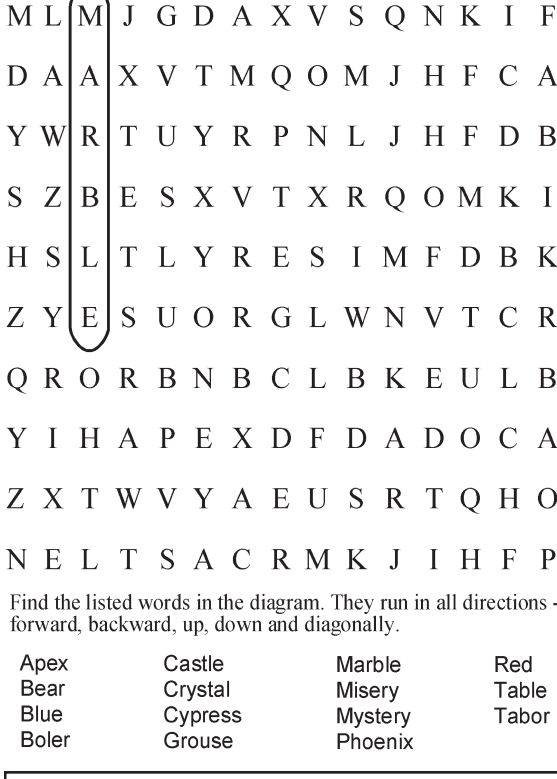 M L M J G D A X V S Q N K I F
D A A X V T M Q O M J H F C A
Y W R T U Y R P N L J H F D B
S Z B E S X V T X R Q O M K I
H S L T L Y R E S I M F D B K
Z Y E S U O R G L W N V T C R
Q R O R B N B C L B K E U L B
Y I H A P E X D F D A D O C A
Z X T W V Y A E U S R T Q H O
N E L T S A C R M K J I H F P
Find the listed words in the diagram. They run in all directions -
forward, backward, up, down and diagonally.
Apex Castle Marble Red
Bear Crystal Misery Table
Blue Cypress Mystery Tabor
Boler Grouse Phoenix